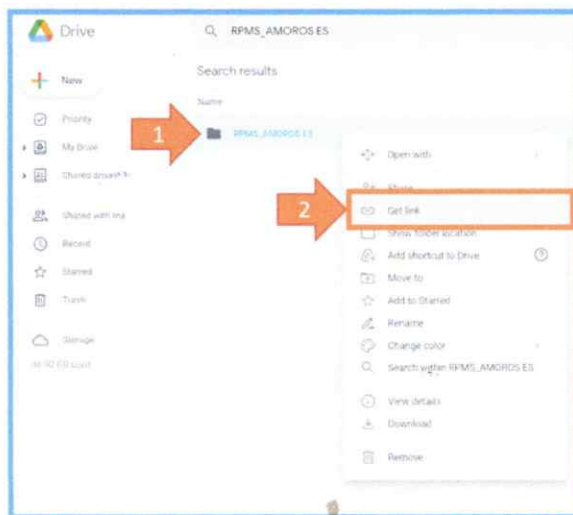 Drive
RPMS_AMOROS ES
New
Search results
Name
Priority
My Drive
Shared drives
Shared with me
Recent
Starred
Trash
Storage
1
RPMS_AMOROS ES
2
Open with
Share
Get link
Show folder location
Add shortcut to Drive
Move to
Add to Starred
Rename
Change color
Search within RPMS_AMOROS ES
View details
Download
Remove